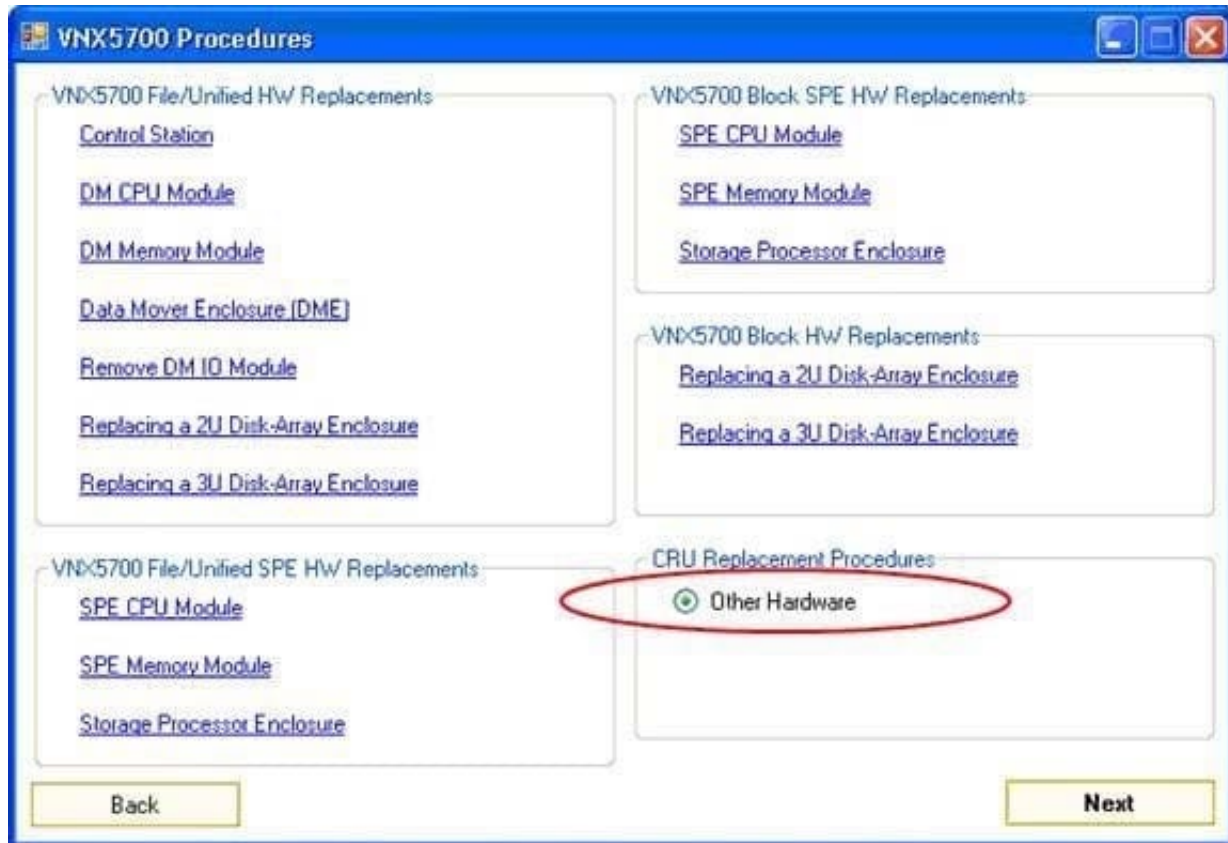 VNX5700 Procedures
VNX5700 File/Unified HW Replacements
Control Station
DM CPU Module
DM Memory Module
Data Mover Enclosure (DME)
Remove DM IO Module
Replacing a 2U Disk-Array Enclosure
Replacing a 3U Disk-Array Enclosure
VNX5700 File/Unified SPE HW Replacements
SPE CPU Module
SPE Memory Module
Storage Processor Enclosure
VNX5700 Block SPE HW Replacements
SPE CPU Module
SPE Memory Module
Storage Processor Enclosure
VNX5700 Block HW Replacements
Replacing a 2U Disk-Array Enclosure
Replacing a 3U Disk-Array Enclosure
CRU Replacement Procedures
Other Hardware
Back
Next